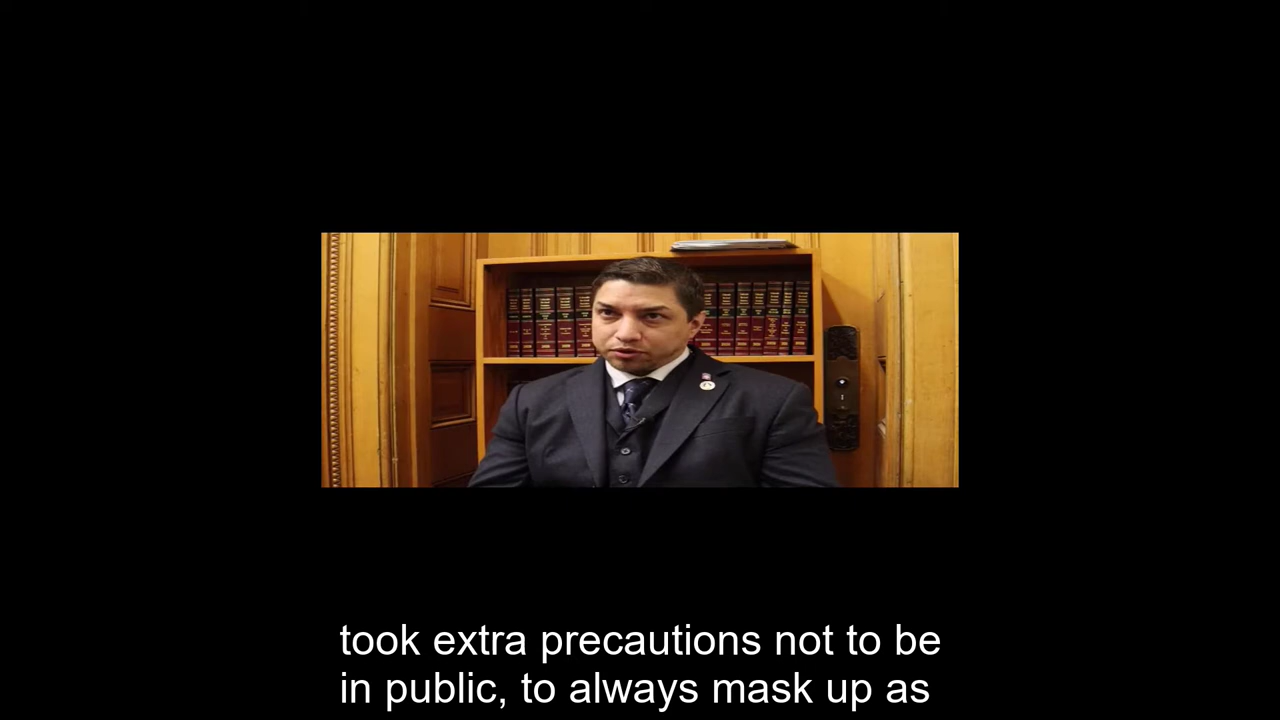 took extra precautions not to be
in public, to always mask up as